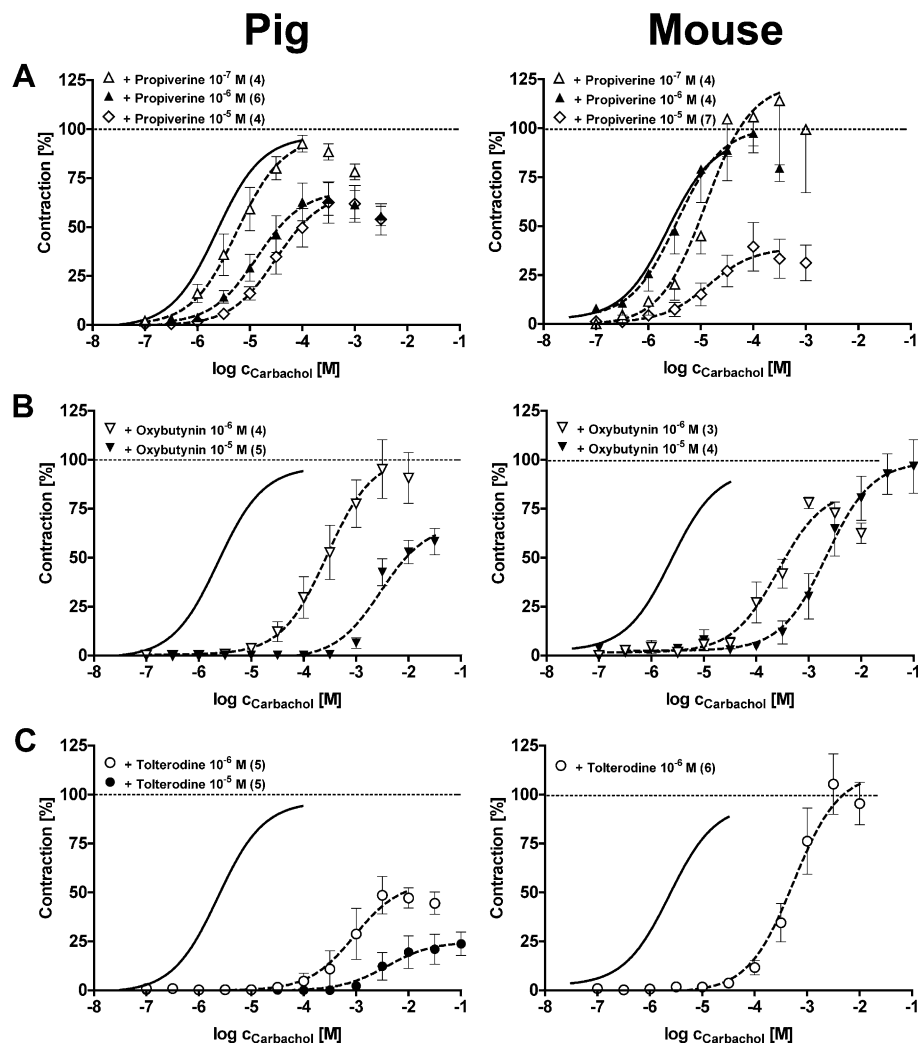 Pig Mouse
A
+ Propiverine 10⁻⁷ M (4)
+ Propiverine 10⁻⁶ M (6)
+ Propiverine 10⁻⁵ M (4)
Contraction [%]
125
100
75
50
25
0
-8 -7 -6 -5 -4 -3 -2 -1
log cCarbachol [M]
+ Propiverine 10⁻⁷ M (4)
+ Propiverine 10⁻⁶ M (4)
+ Propiverine 10⁻⁵ M (7)
Contraction [%]
125
100
75
50
25
0
-8 -7 -6 -5 -4 -3 -2 -1
log cCarbachol [M]
B
+ Oxybutynin 10⁻⁶ M (4)
+ Oxybutynin 10⁻⁵ M (5)
Contraction [%]
125
100
75
50
25
0
-8 -7 -6 -5 -4 -3 -2 -1
log cCarbachol [M]
+ Oxybutynin 10⁻⁶ M (3)
+ Oxybutynin 10⁻⁵ M (4)
Contraction [%]
125
100
75
50
25
0
-8 -7 -6 -5 -4 -3 -2 -1
log cCarbachol [M]
C
+ Tolterodine 10⁻⁶ M (5)
+ Tolterodine 10⁻⁵ M (5)
Contraction [%]
125
100
75
50
25
0
-8 -7 -6 -5 -4 -3 -2 -1
log cCarbachol [M]
+ Tolterodine 10⁻⁶ M (6)
Contraction [%]
125
100
75
50
25
0
-8 -7 -6 -5 -4 -3 -2 -1
log cCarbachol [M]